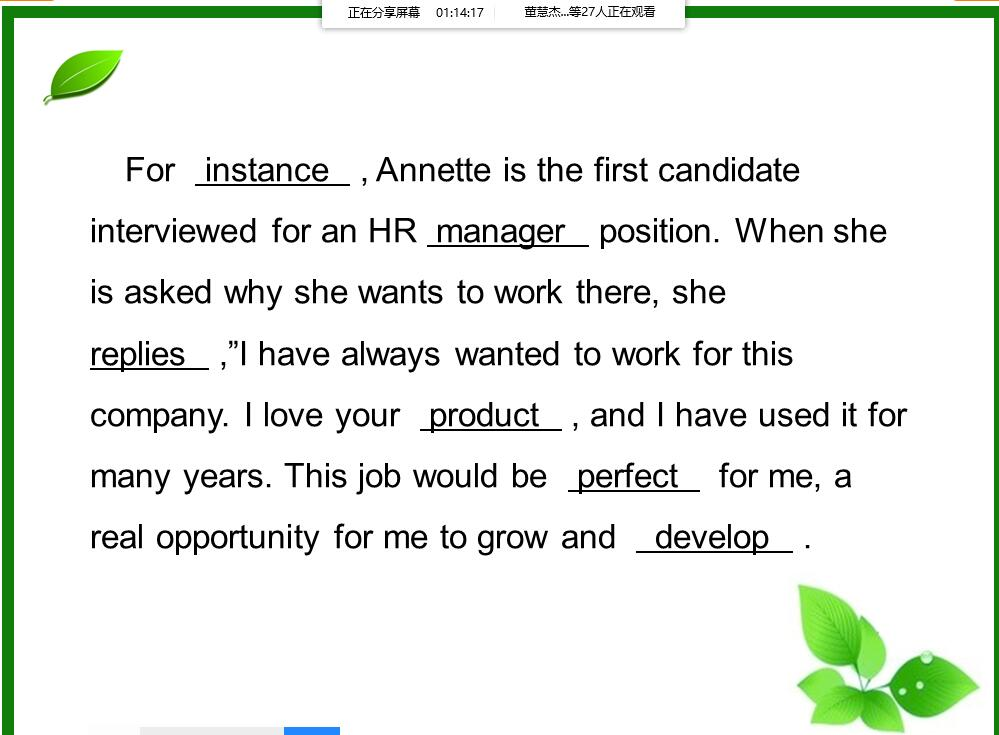 正在分享屏幕 01:14:17 董慧杰...等27人正在观看
For instance , Annette is the first candidate
interviewed for an HR manager position. When she
is asked why she wants to work there, she
replies ,”I have always wanted to work for this
company. I love your product , and I have used it for
many years. This job would be perfect for me, a
real opportunity for me to grow and develop .